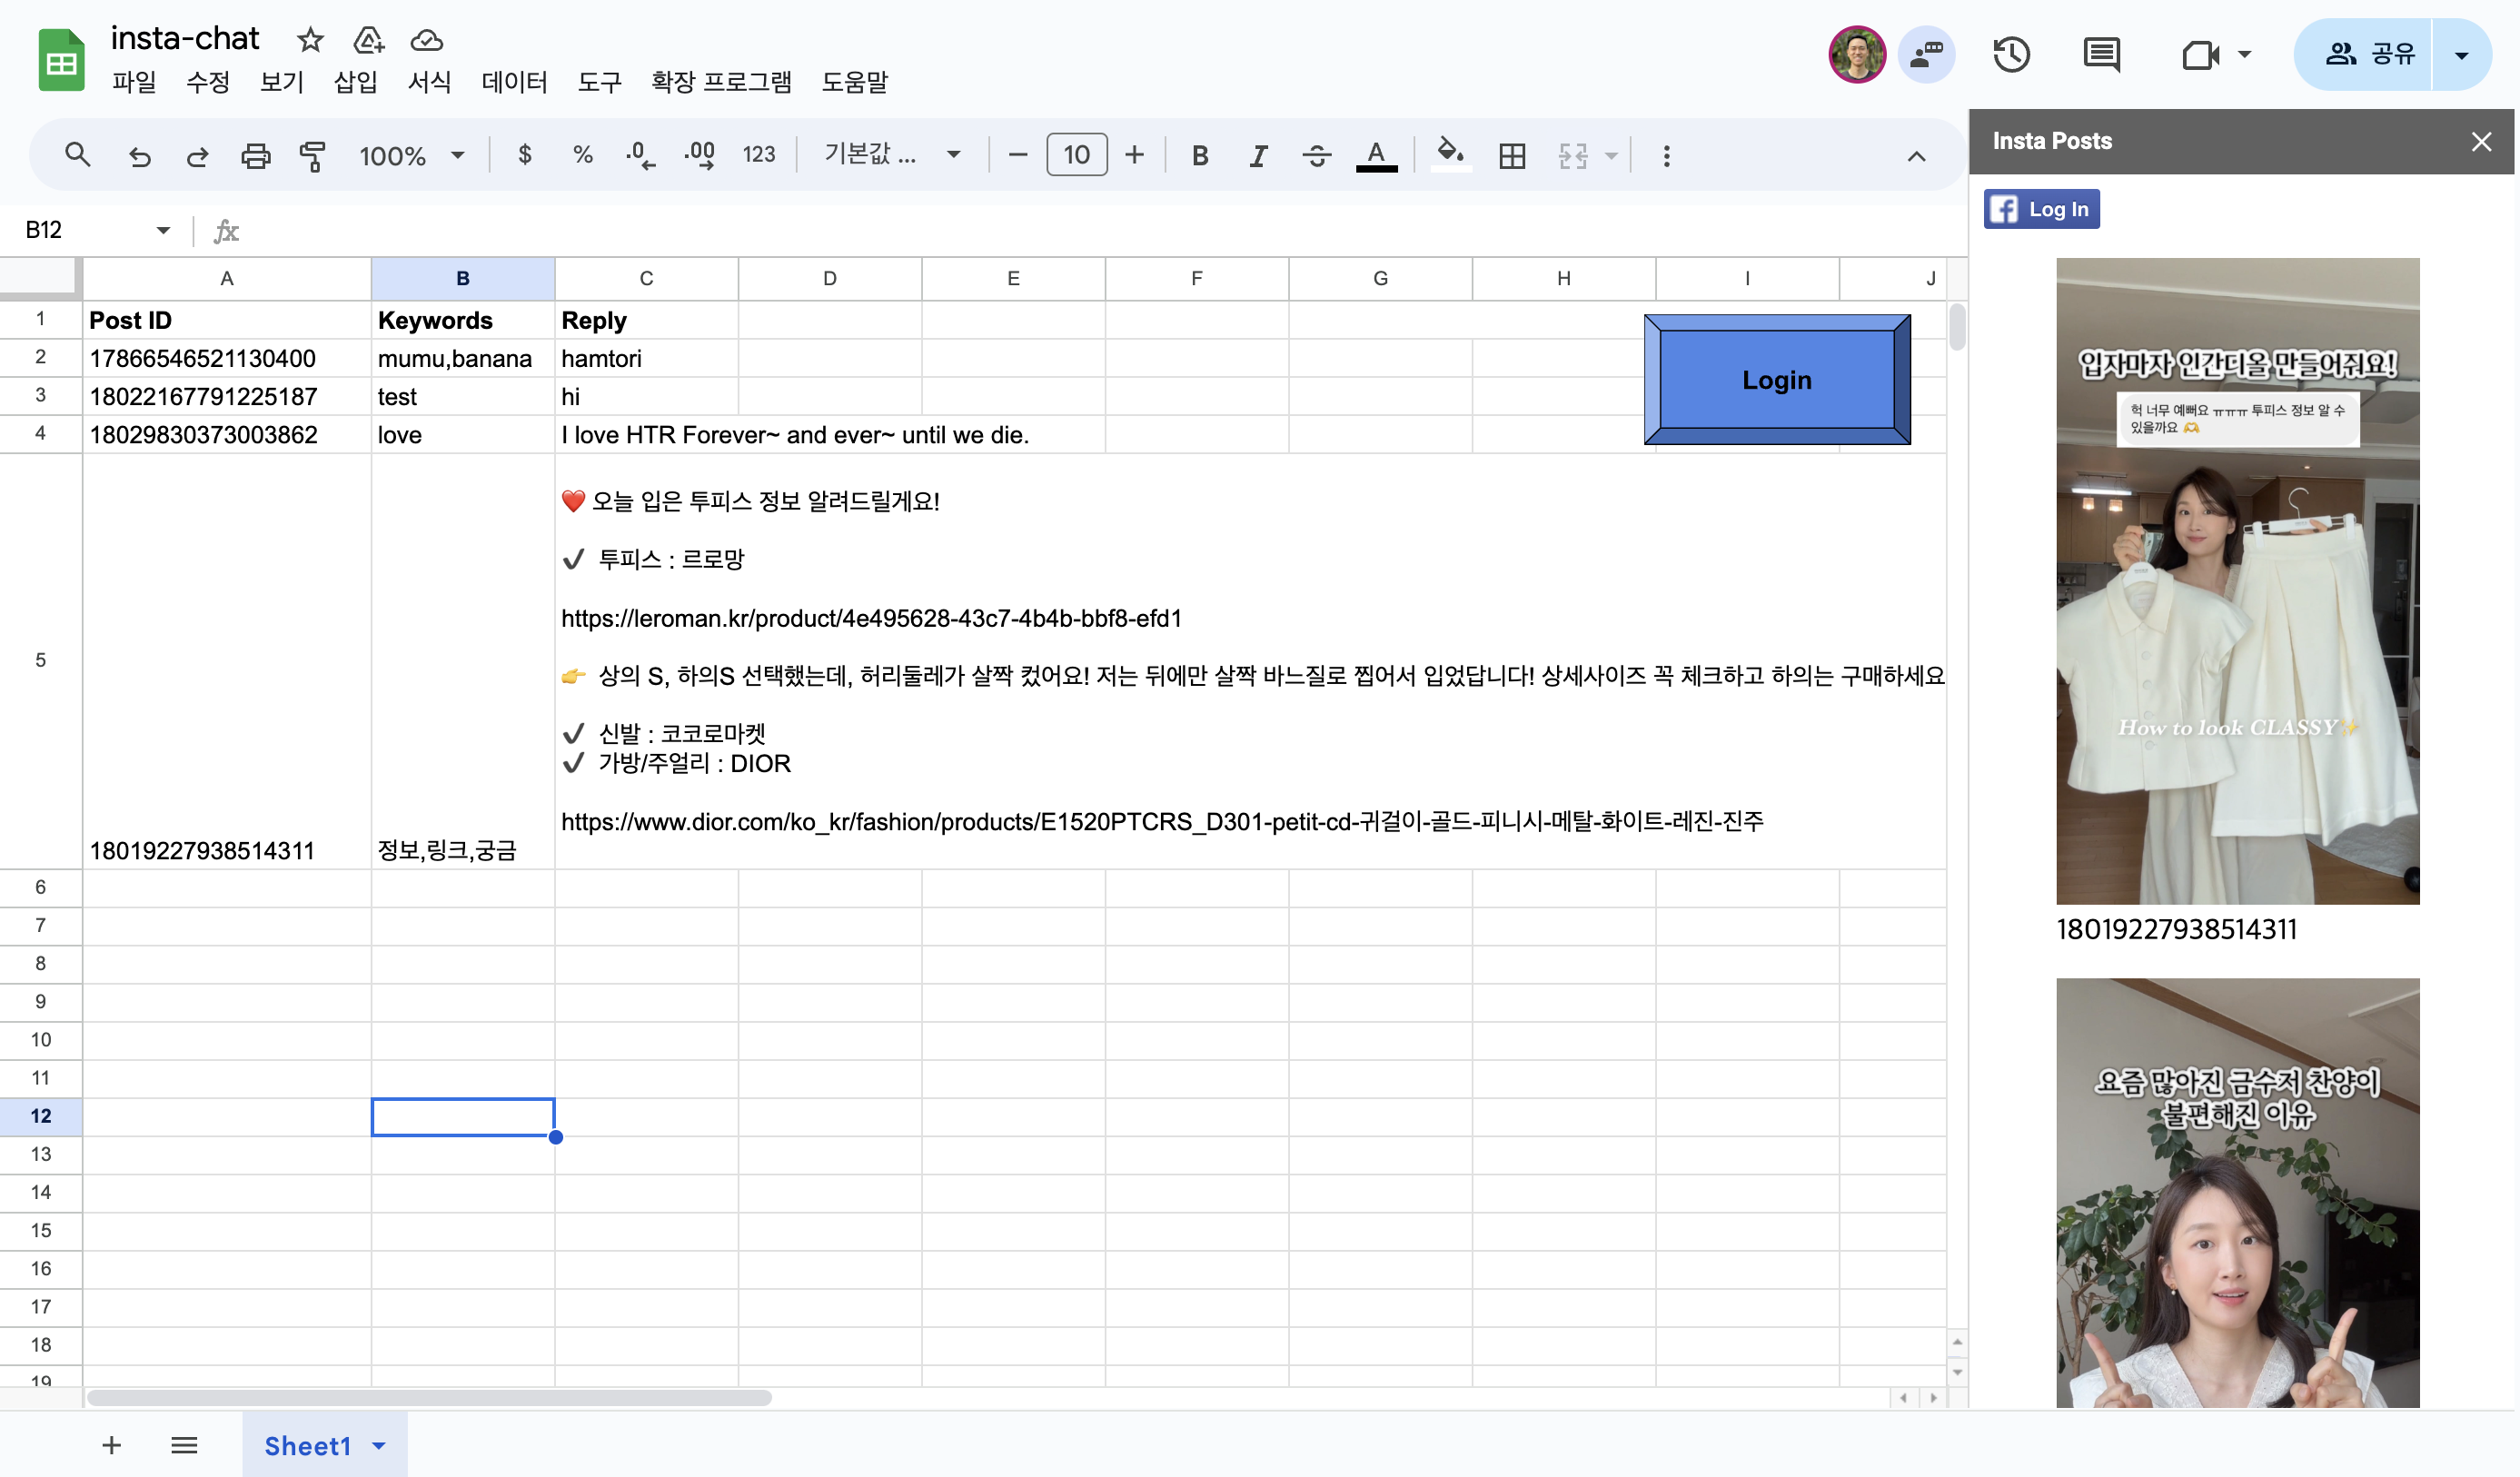 insta-chat
파일 수정 보기 삽입 서식 데이터 도구 확장 프로그램 도움말
공유
100% $ % .0 .00 123 기본값 ... 10 B I A
B12 fx
A B C D E F G H I J
1 Post ID Keywords Reply
2 17866546521130400 mumu,banana hamtori
3 18022167791225187 test hi
4 18029830373003862 love I love HTR Forever~ and ever~ until we die.
Login
❤️ 오늘 입은 투피스 정보 알려드릴게요!
✔ 투피스 : 르로망
https://leroman.kr/product/4e495628-43c7-4b4b-bbf8-efd1
👉 상의 S, 하의S 선택했는데, 허리둘레가 살짝 컸어요! 저는 뒤에만 살짝 바느질로 찝어서 입었답니다! 상세사이즈 꼭 체크하고 하의는 구매하세요
✔ 신발 : 코코로마켓
✔ 가방/주얼리 : DIOR
https://www.dior.com/ko_kr/fashion/products/E1520PTCRS_D301-petit-cd-귀걸이-골드-피니시-메탈-화이트-레진-진주
5 18019227938514311 정보,링크,궁금
6
7
8
9
10
11
12
13
14
15
16
17
18
19
Sheet1
Insta Posts
Log In
입자마자 인간디올 만들어줘요!
헉 너무 예뻐요 ㅠㅠㅠ 투피스 정보 알 수
있을까요 🫶
How to look CLASSY✨
18019227938514311
요즘 많아진 금수저 찬양이
불편해진 이유